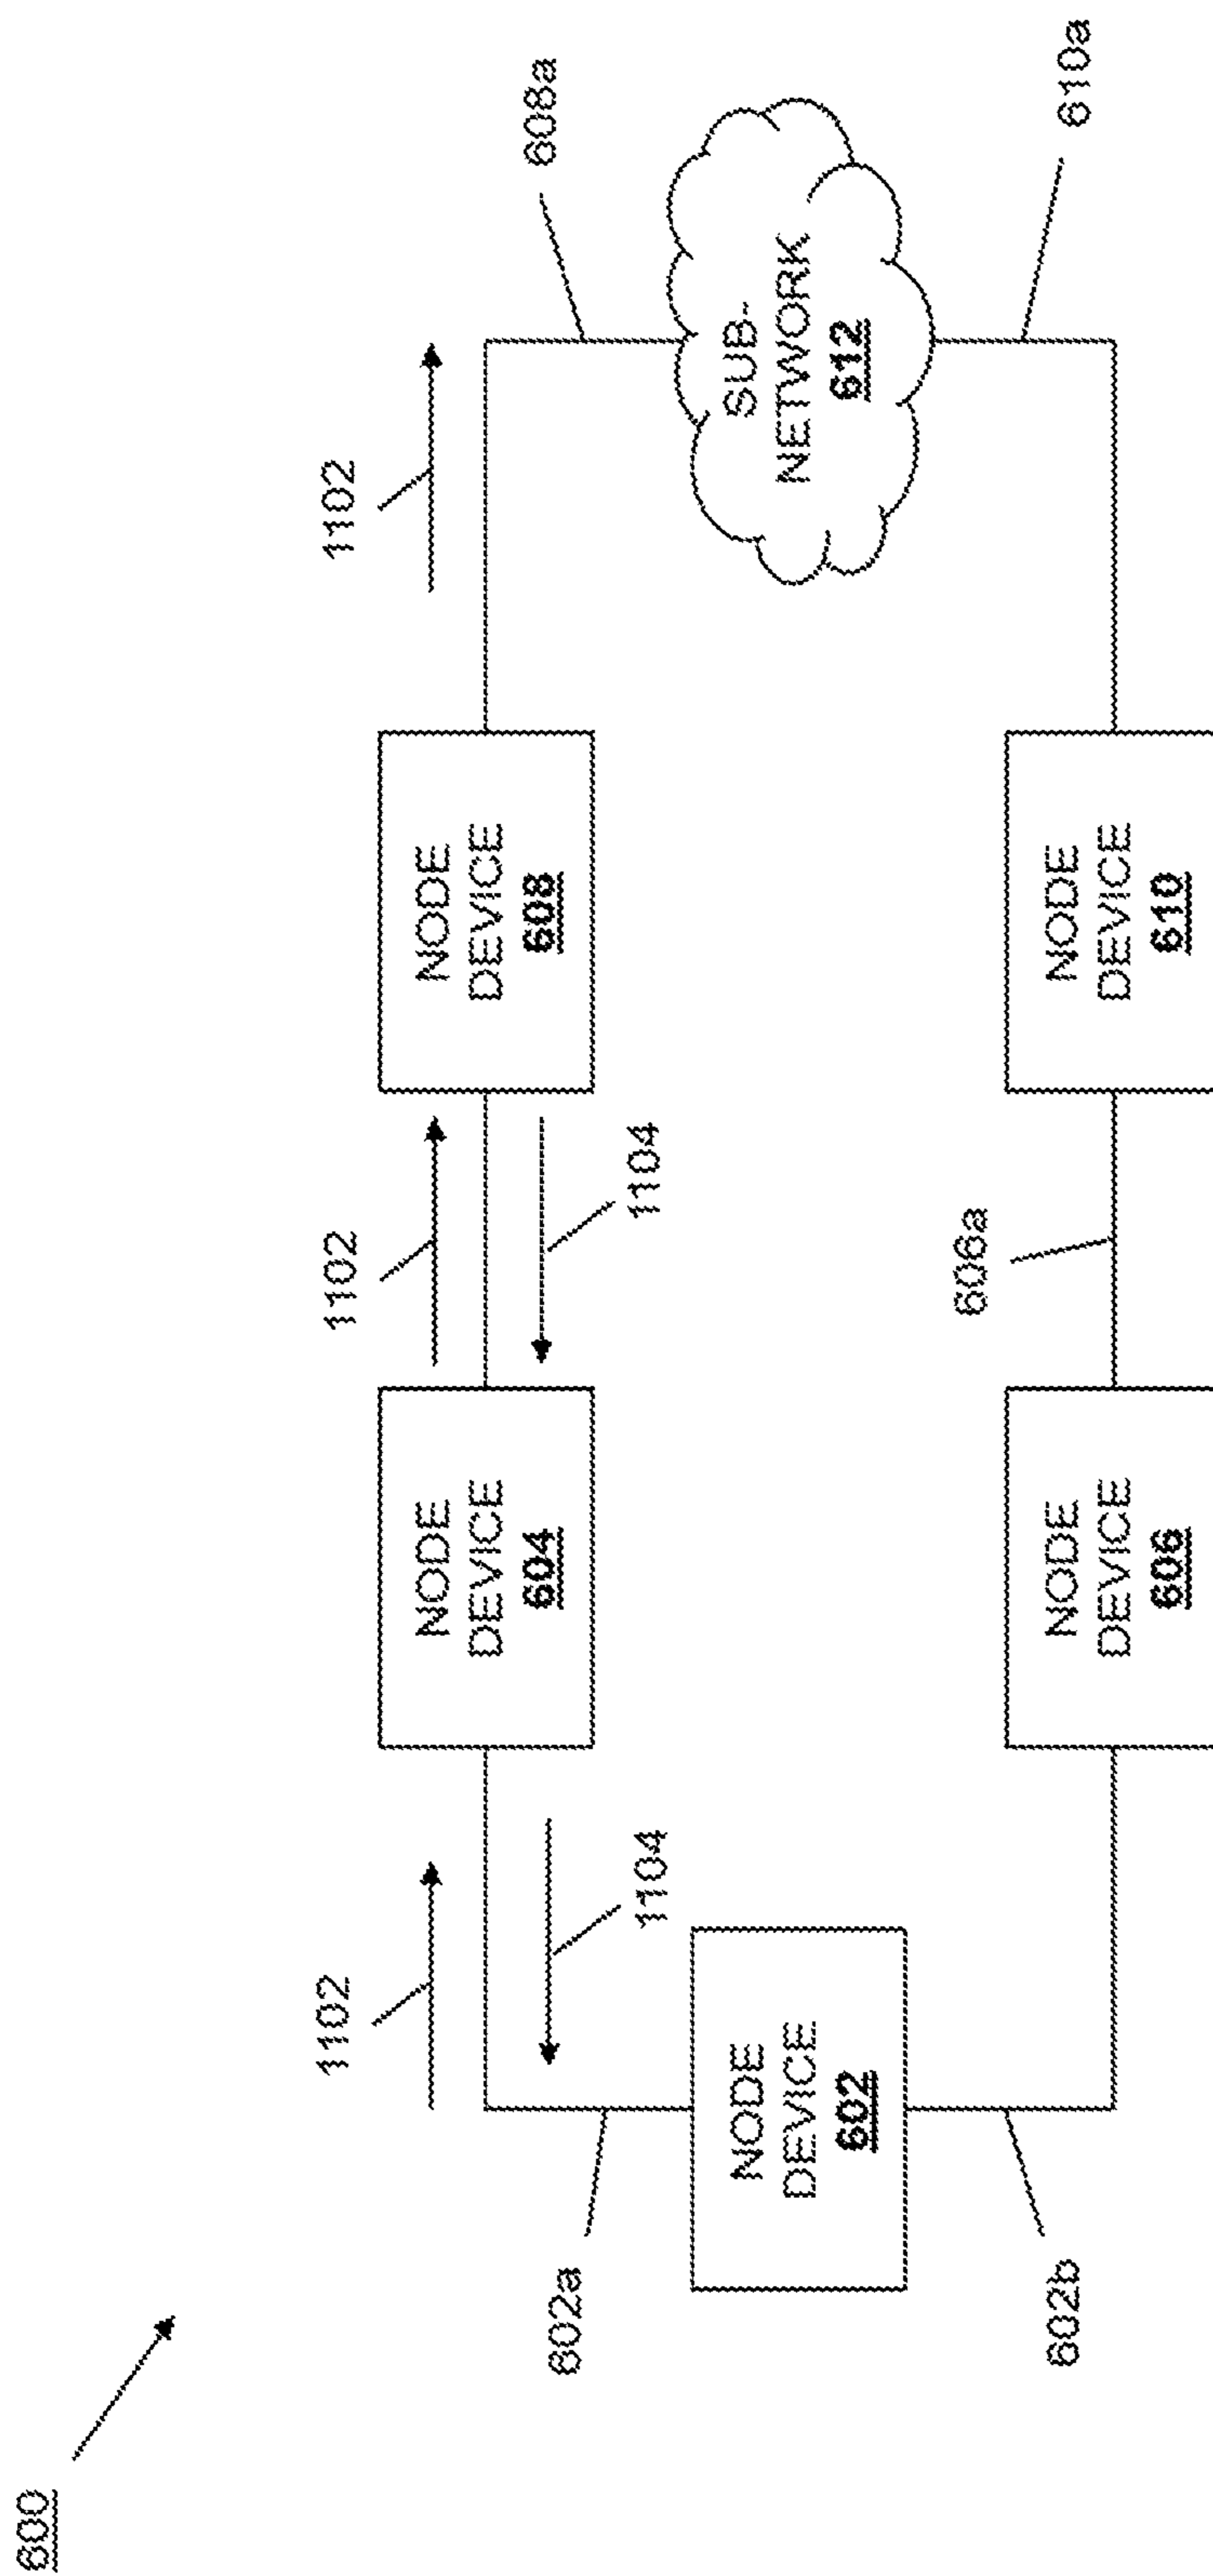 600
1102
1102
1102
608a
NODE
DEVICE
604
NODE
DEVICE
608
1104
1104
602a
NODE
DEVICE
602
SUB-
NETWORK
612
602b
606a
610a
NODE
DEVICE
606
NODE
DEVICE
610